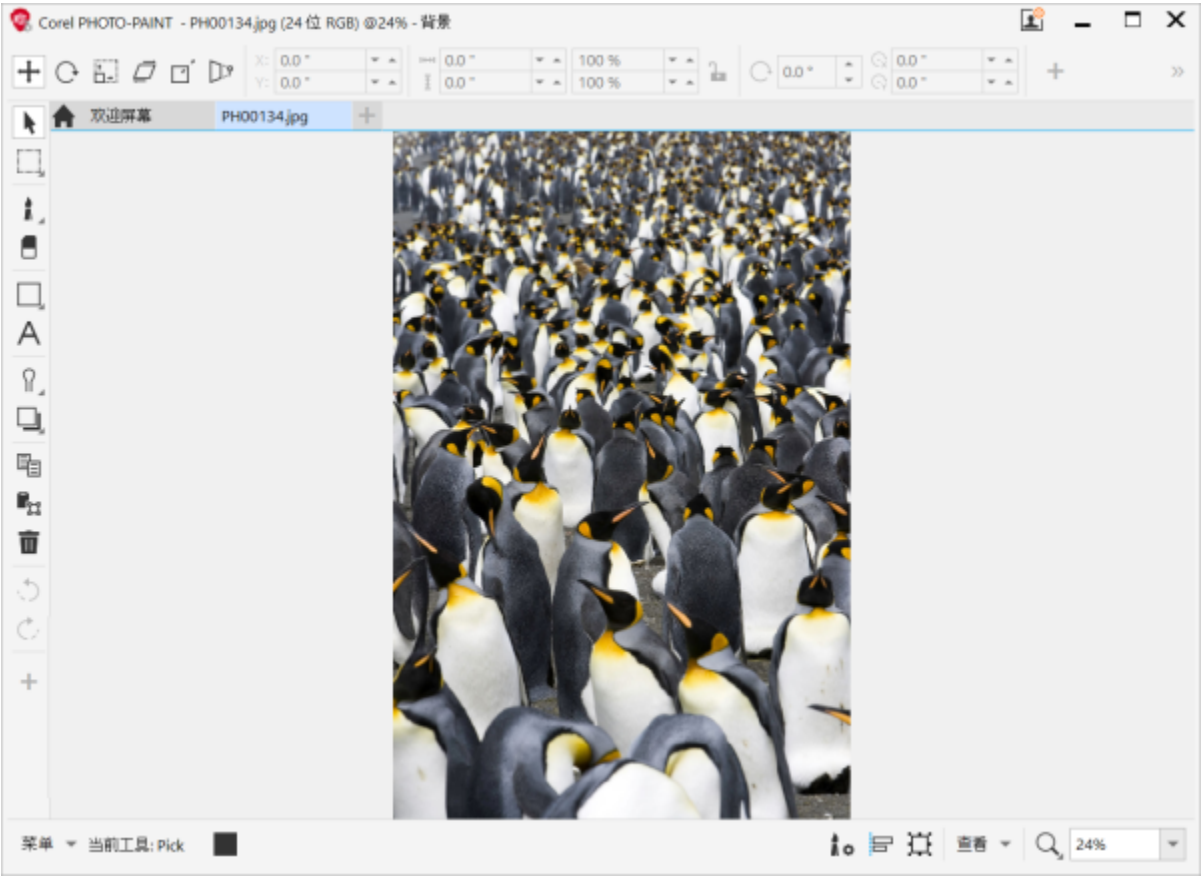 Corel PHOTO-PAINT - PH00134.jpg (24 位 RGB) @24% - 背景
X: 0.0 " 0.0 " 100 % 0.0 ° 0.0 "
Y: 0.0 " 0.0 " 100 % 0.0 "
欢迎屏幕 PH00134.jpg
A
菜单 当前工具: Pick 查看 24%